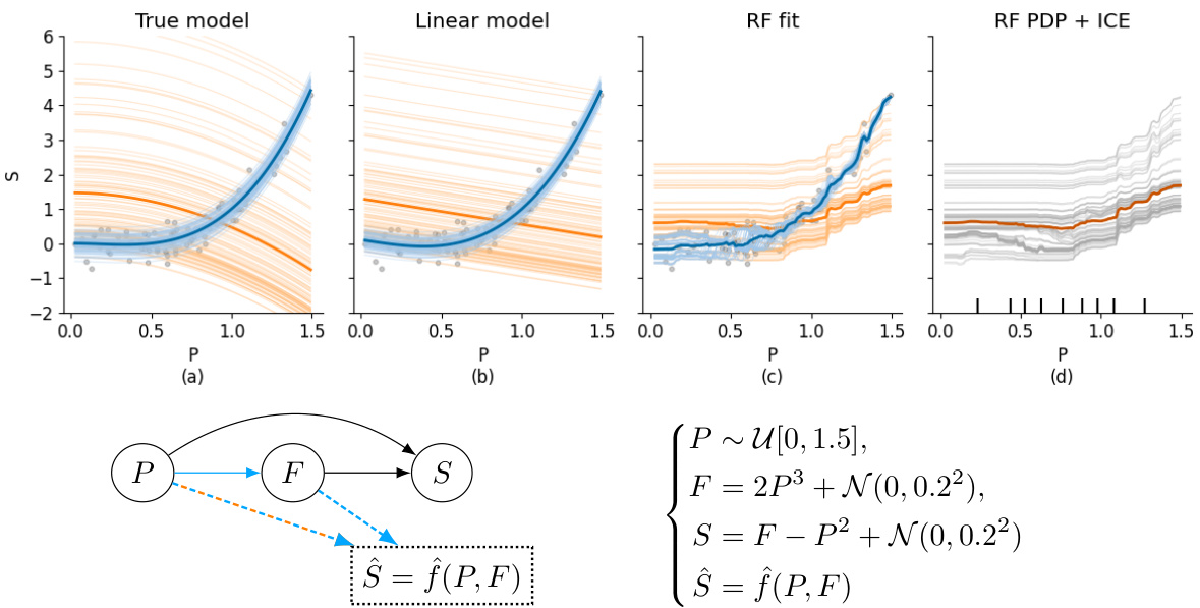 True model
Linear model
RF fit
RF PDP + ICE
S
6
5
4
3
2
1
0
−1
−2
0.0 0.5 1.0 1.5
0.0 0.5 1.0 1.5
0.0 0.5 1.0 1.5
0.0 0.5 1.0 1.5
P
P
P
P
(a)
(b)
(c)
(d)
P
F
S
Ŝ = f̂(P, F)
P ∼ 𝒰[0, 1.5],
F = 2P³ + 𝒩(0, 0.2²),
S = F − P² + 𝒩(0, 0.2²)
Ŝ = f̂(P, F)